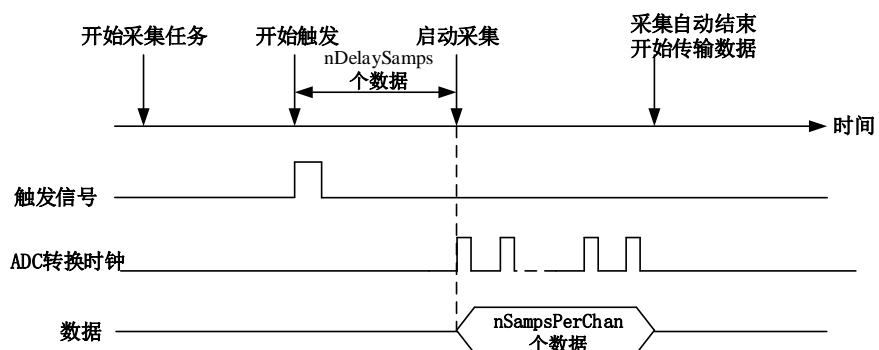 开始采集任务
开始触发
启动采集
采集自动结束
开始传输数据
nDelaySamps
个数据
时间
触发信号
ADC转换时钟
数据
nSampsPerChan
个数据